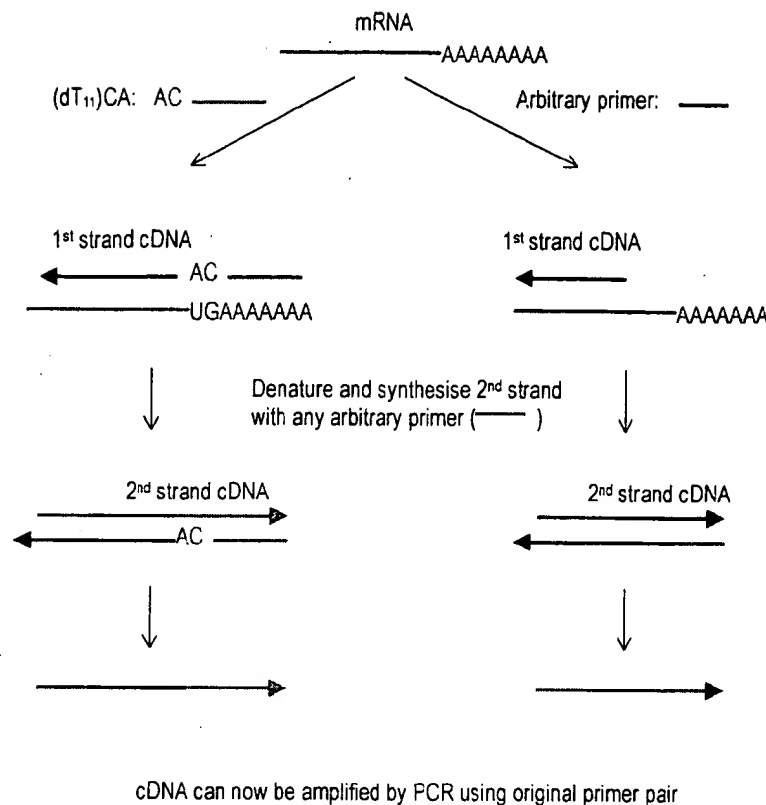 mRNA
AAAAAAAA
(dT₁₁)CA: AC
Arbitrary primer:
1ˢᵗ strand cDNA
AC
UGAAAAAAA
1ˢᵗ strand cDNA
AAAAAAA
Denature and synthesise 2ⁿᵈ strand
with any arbitrary primer ( )
2ⁿᵈ strand cDNA
AC
2ⁿᵈ strand cDNA
cDNA can now be amplified by PCR using original primer pair